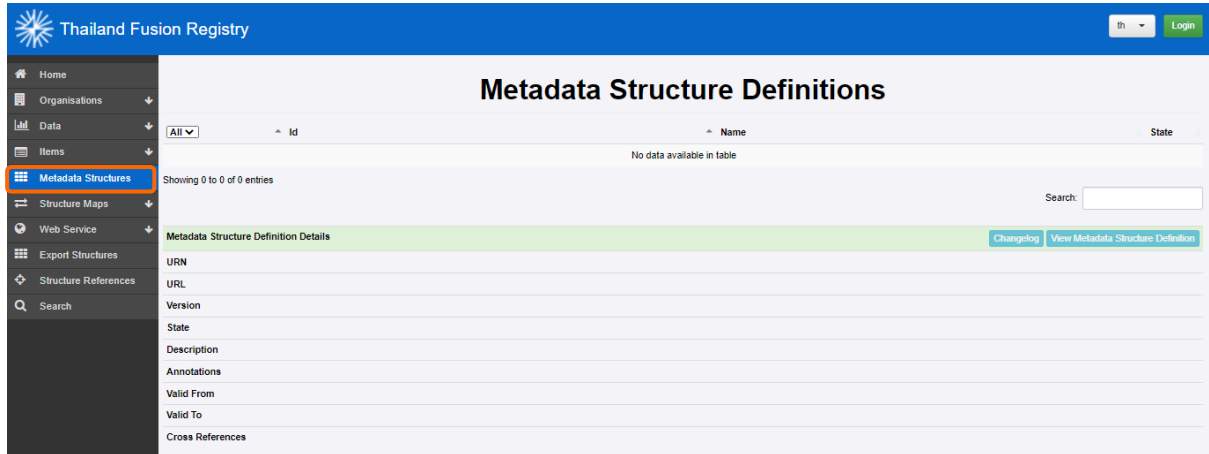 Thailand Fusion Registry
th
Login
Home
Organisations
Data
Items
Metadata Structures
Structure Maps
Web Service
Export Structures
Structure References
Search
Metadata Structure Definitions
All Id Name State
No data available in table
Showing 0 to 0 of 0 entries
Search:
Metadata Structure Definition Details Changelog View Metadata Structure Definition
URN
URL
Version
State
Description
Annotations
Valid From
Valid To
Cross References